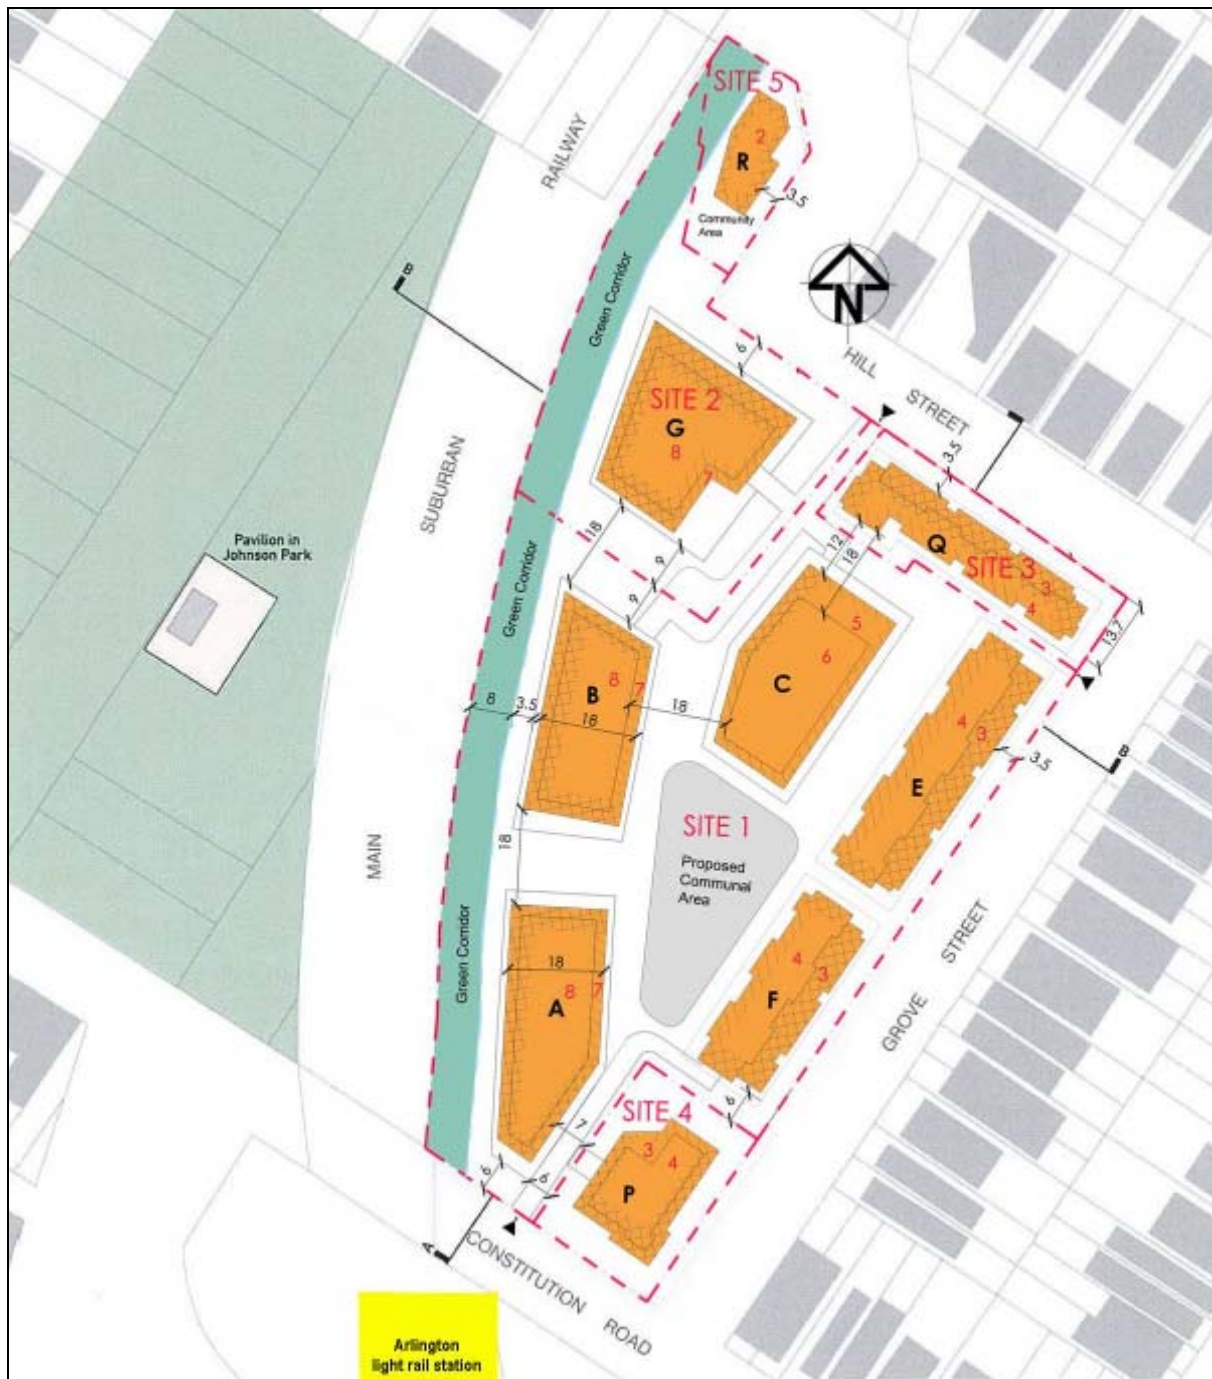 SITE 5
2
R
3.5
Community
Area
RAILWAY
B
Green Corridor
N
HILL STREET
6
SITE 2
G
8
7
3.5
SUBURBAN
18
9
9
12
18
Q
SITE 3
3
4
13.7
Pavilion in
Johnson Park
Green Corridor
5
6
C
8
7
B
8
3.5
18
18
4
3
E
3.5
B
18
SITE 1
Proposed
Communal
Area
MAIN
Green Corridor
18
8
7
A
4
3
F
GROVE STREET
6
SITE 4
7
3
4
P
6
6
A
CONSTITUTION ROAD
Arlington
light rail station